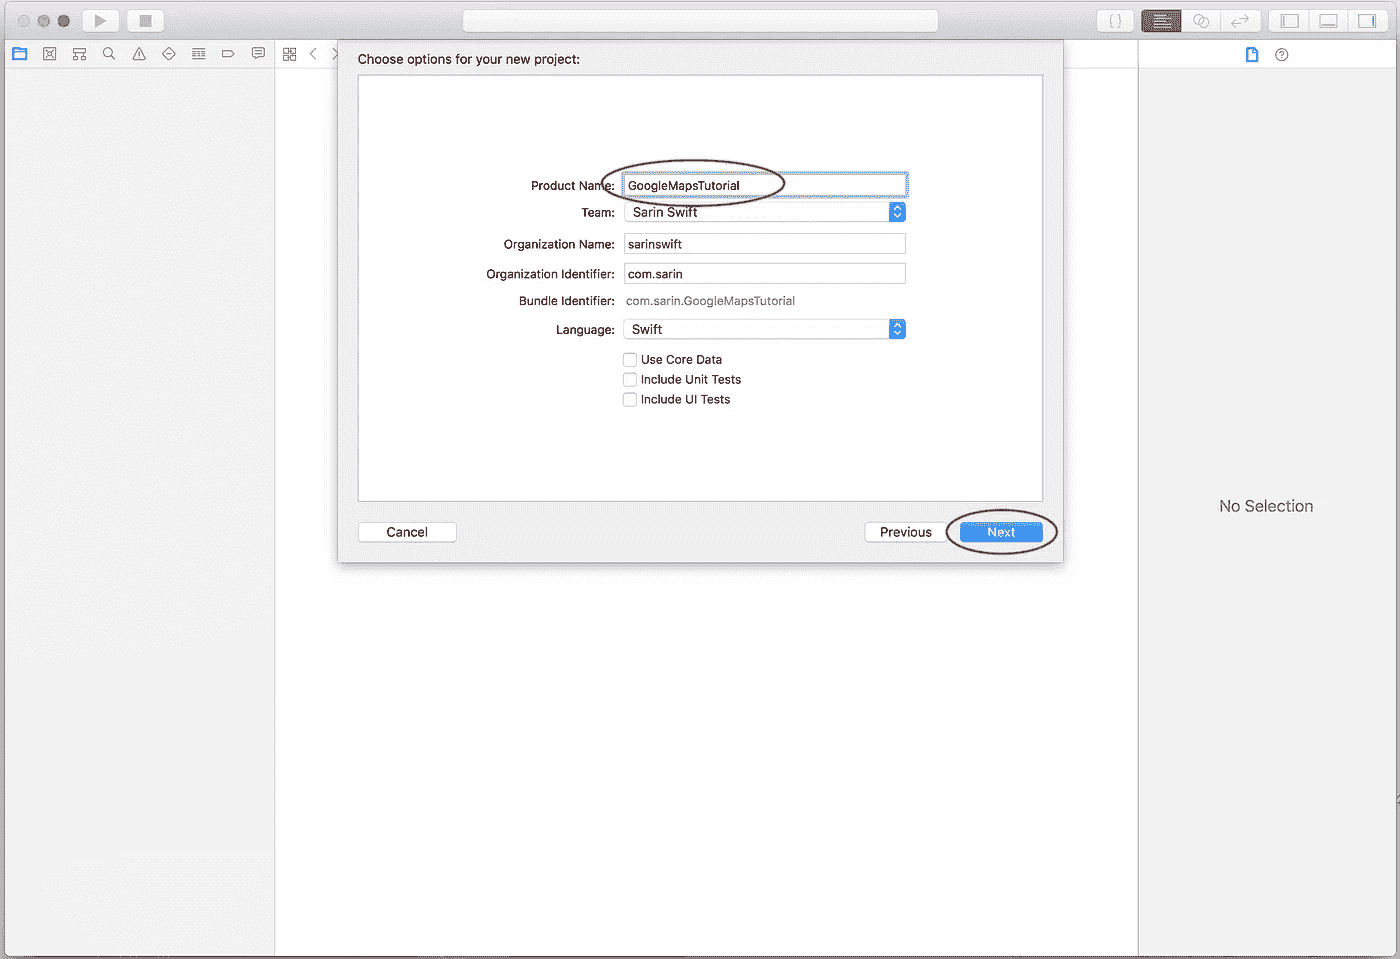 Choose options for your new project:
Product Name: GoogleMapsTutorial
Team: Sarin Swift
Organization Name: sarinswift
Organization Identifier: com.sarin
Bundle Identifier: com.sarin.GoogleMapsTutorial
Language: Swift
Use Core Data
Include Unit Tests
Include UI Tests
No Selection
Cancel Previous Next